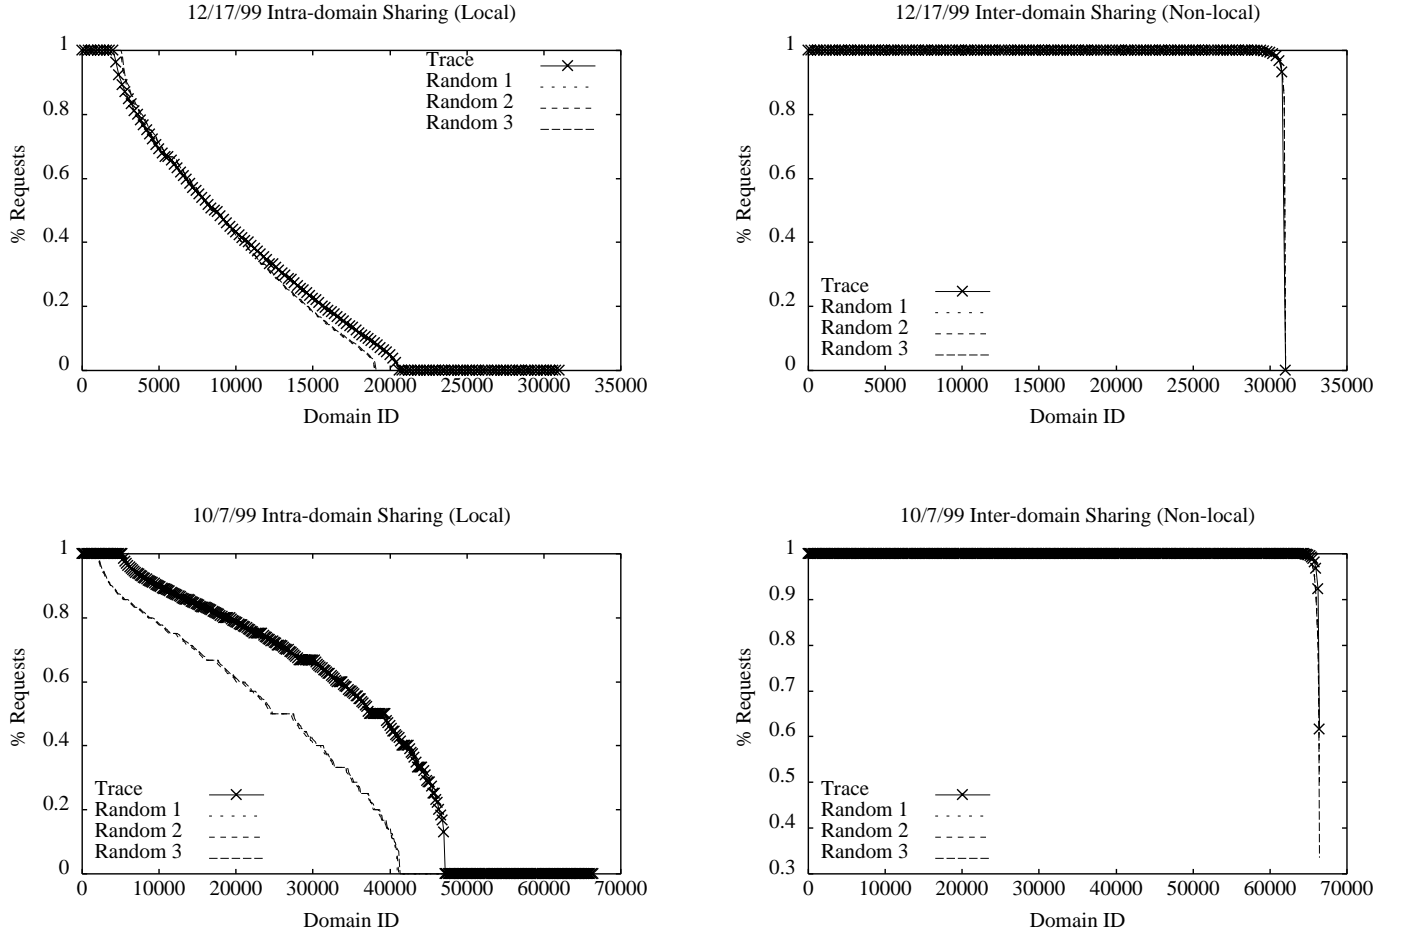 12/17/99 Intra-domain Sharing (Local)
1
0.8
0.6
0.4
0.2
0
% Requests
Trace
Random 1
Random 2
Random 3
0 5000 10000 15000 20000 25000 30000 35000
Domain ID
12/17/99 Inter-domain Sharing (Non-local)
1
0.8
0.6
0.4
0.2
0
% Requests
Trace
Random 1
Random 2
Random 3
0 5000 10000 15000 20000 25000 30000 35000
Domain ID
10/7/99 Intra-domain Sharing (Local)
1
0.8
0.6
0.4
0.2
0
% Requests
Trace
Random 1
Random 2
Random 3
0 10000 20000 30000 40000 50000 60000 70000
Domain ID
10/7/99 Inter-domain Sharing (Non-local)
1
0.9
0.8
0.7
0.6
0.5
0.4
0.3
% Requests
Trace
Random 1
Random 2
Random 3
0 10000 20000 30000 40000 50000 60000 70000
Domain ID